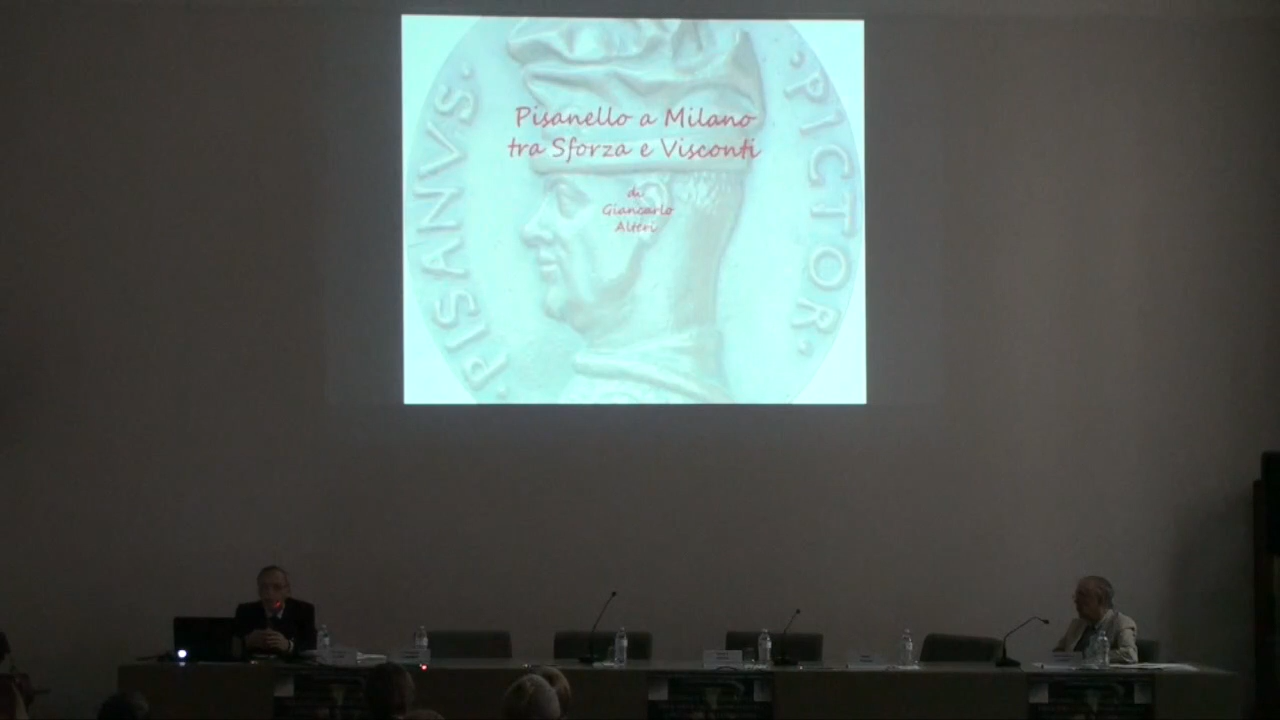 Pisanello a Milano
tra Sforza e Visconti
di
Giancarlo
Alteri
.PISANVS.
.PICTOR.